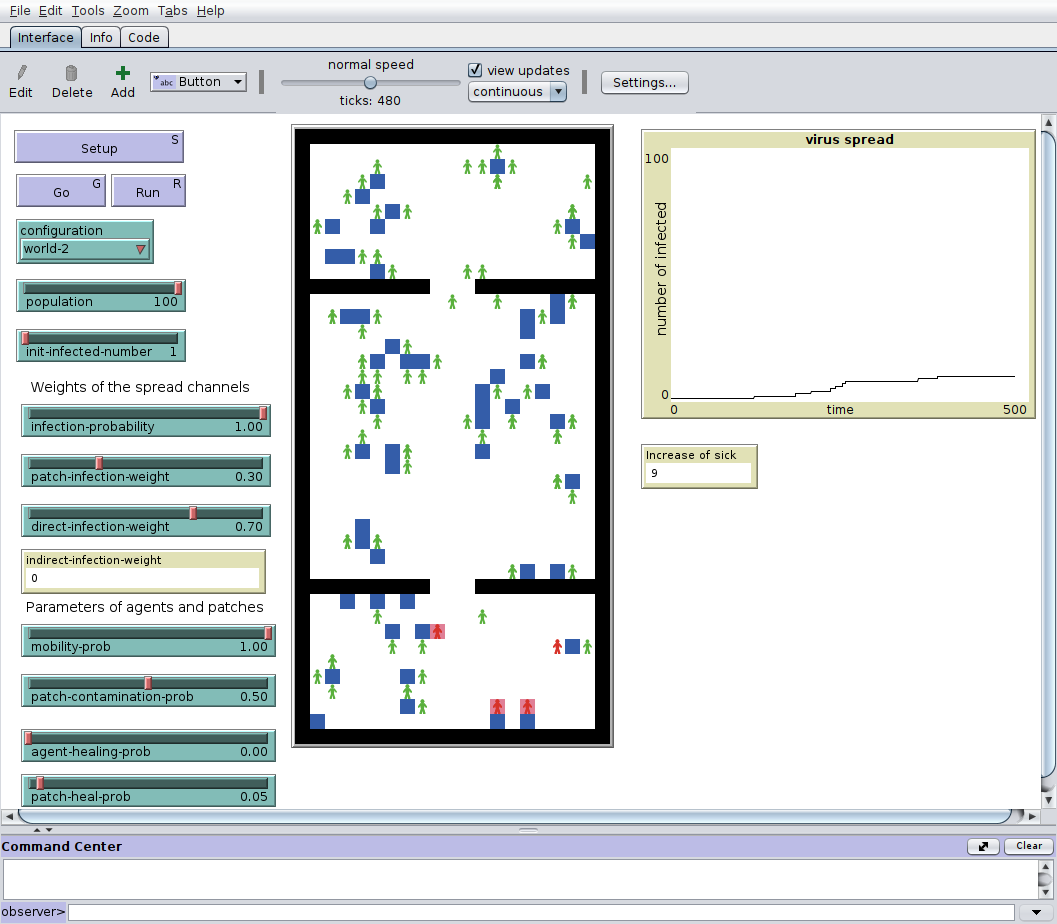 File Edit Tools Zoom Tabs Help
Interface Info Code
Edit Delete Add abc Button normal speed ticks: 480 view updates continuous Settings...
Setup S
Go G Run R
configuration
world-2
population 100
init-infected-number 1
Weights of the spread channels
infection-probability 1.00
patch-infection-weight 0.30
direct-infection-weight 0.70
indirect-infection-weight
0
Parameters of agents and patches
mobility-prob 1.00
patch-contamination-prob 0.50
agent-healing-prob 0.00
patch-heal-prob 0.05
virus spread
100
number of infected
0
0 time 500
Increase of sick
9
Command Center Clear
observer>